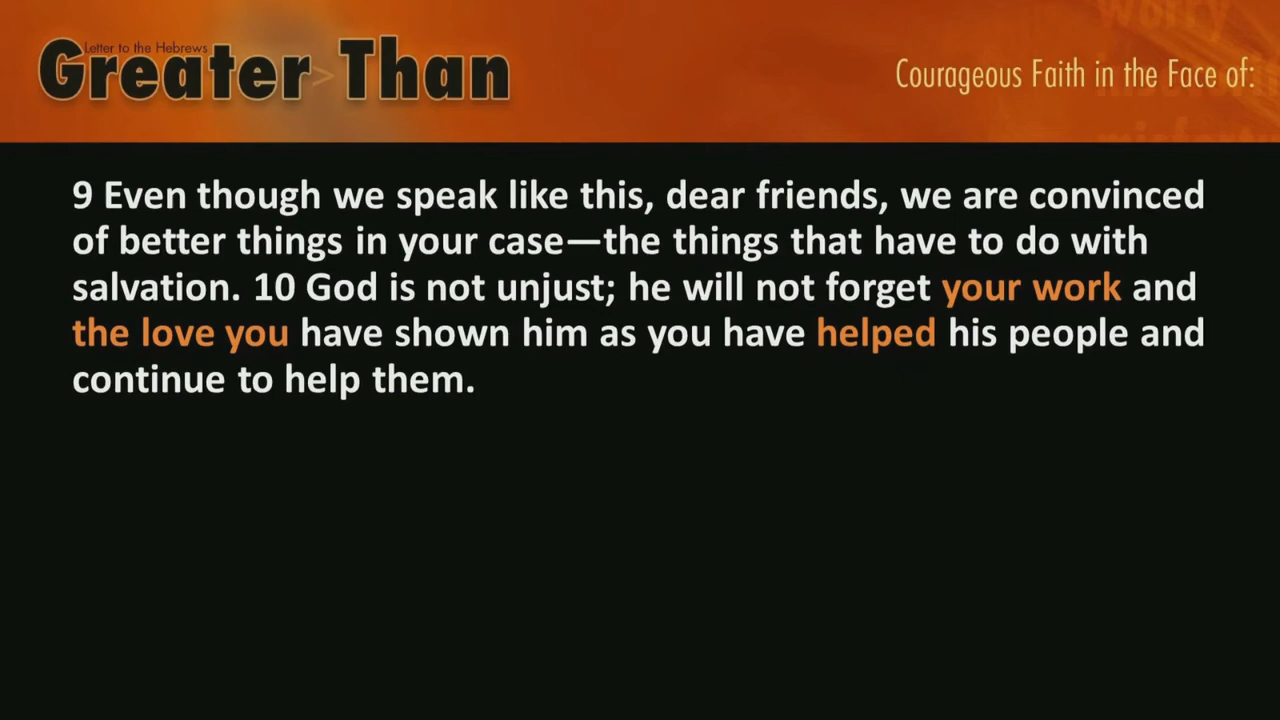 Letter to the Hebrews
Greater > Than
Courageous Faith in the Face of:
worry
9 Even though we speak like this, dear friends, we are convinced
of better things in your case—the things that have to do with
salvation. 10 God is not unjust; he will not forget your work and
the love you have shown him as you have helped his people and
continue to help them.